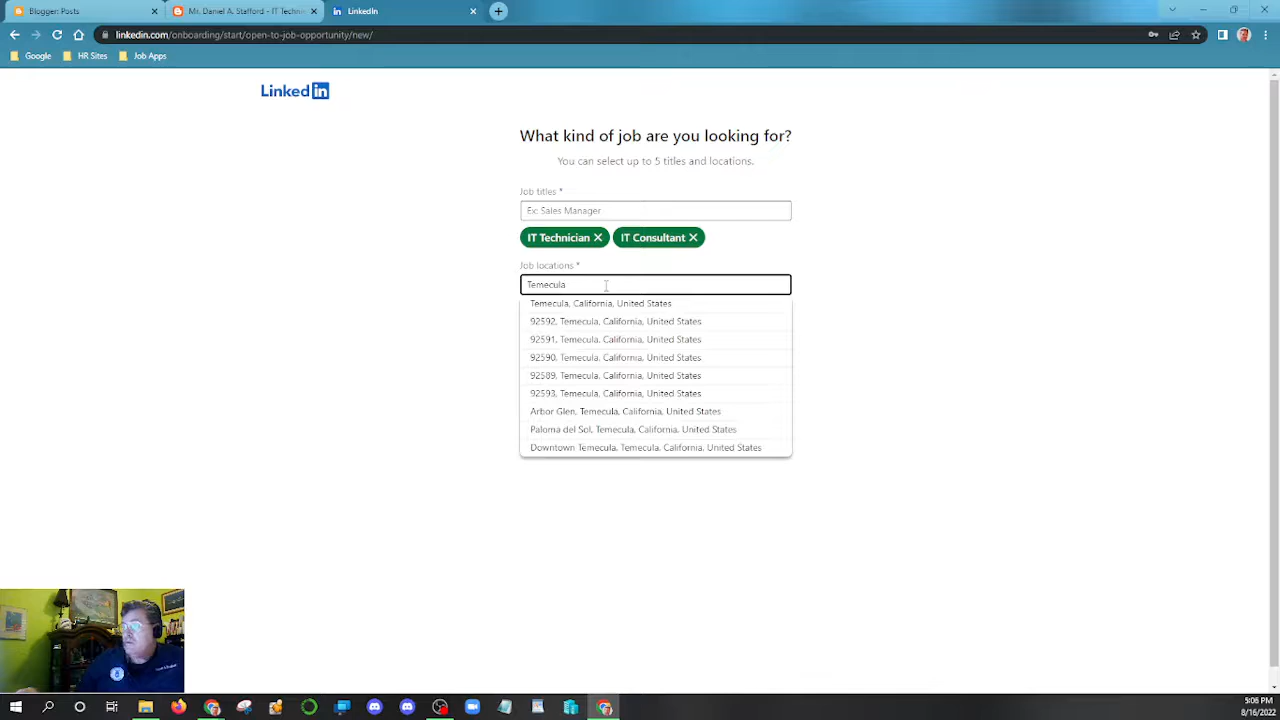 Blogger: Posts
Mr. Daniel A. Stafford - IT Techni
LinkedIn
linkedin.com/onboarding/start/open-to-job-opportunity/new/
Google
HR Sites
Job Apps
Linked in
What kind of job are you looking for?
You can select up to 5 titles and locations.
Job titles *
Ex: Sales Manager
IT Technician IT Consultant
Job locations *
Temecula
Temecula, California, United States
92592, Temecula, California, United States
92591, Temecula, California, United States
92590, Temecula, California, United States
92589, Temecula, California, United States
92593, Temecula, California, United States
Arbor Glen, Temecula, California, United States
Paloma del Sol, Temecula, California, United States
Downtown Temecula, Temecula, California, United States
5:06 PM
8/16/2022